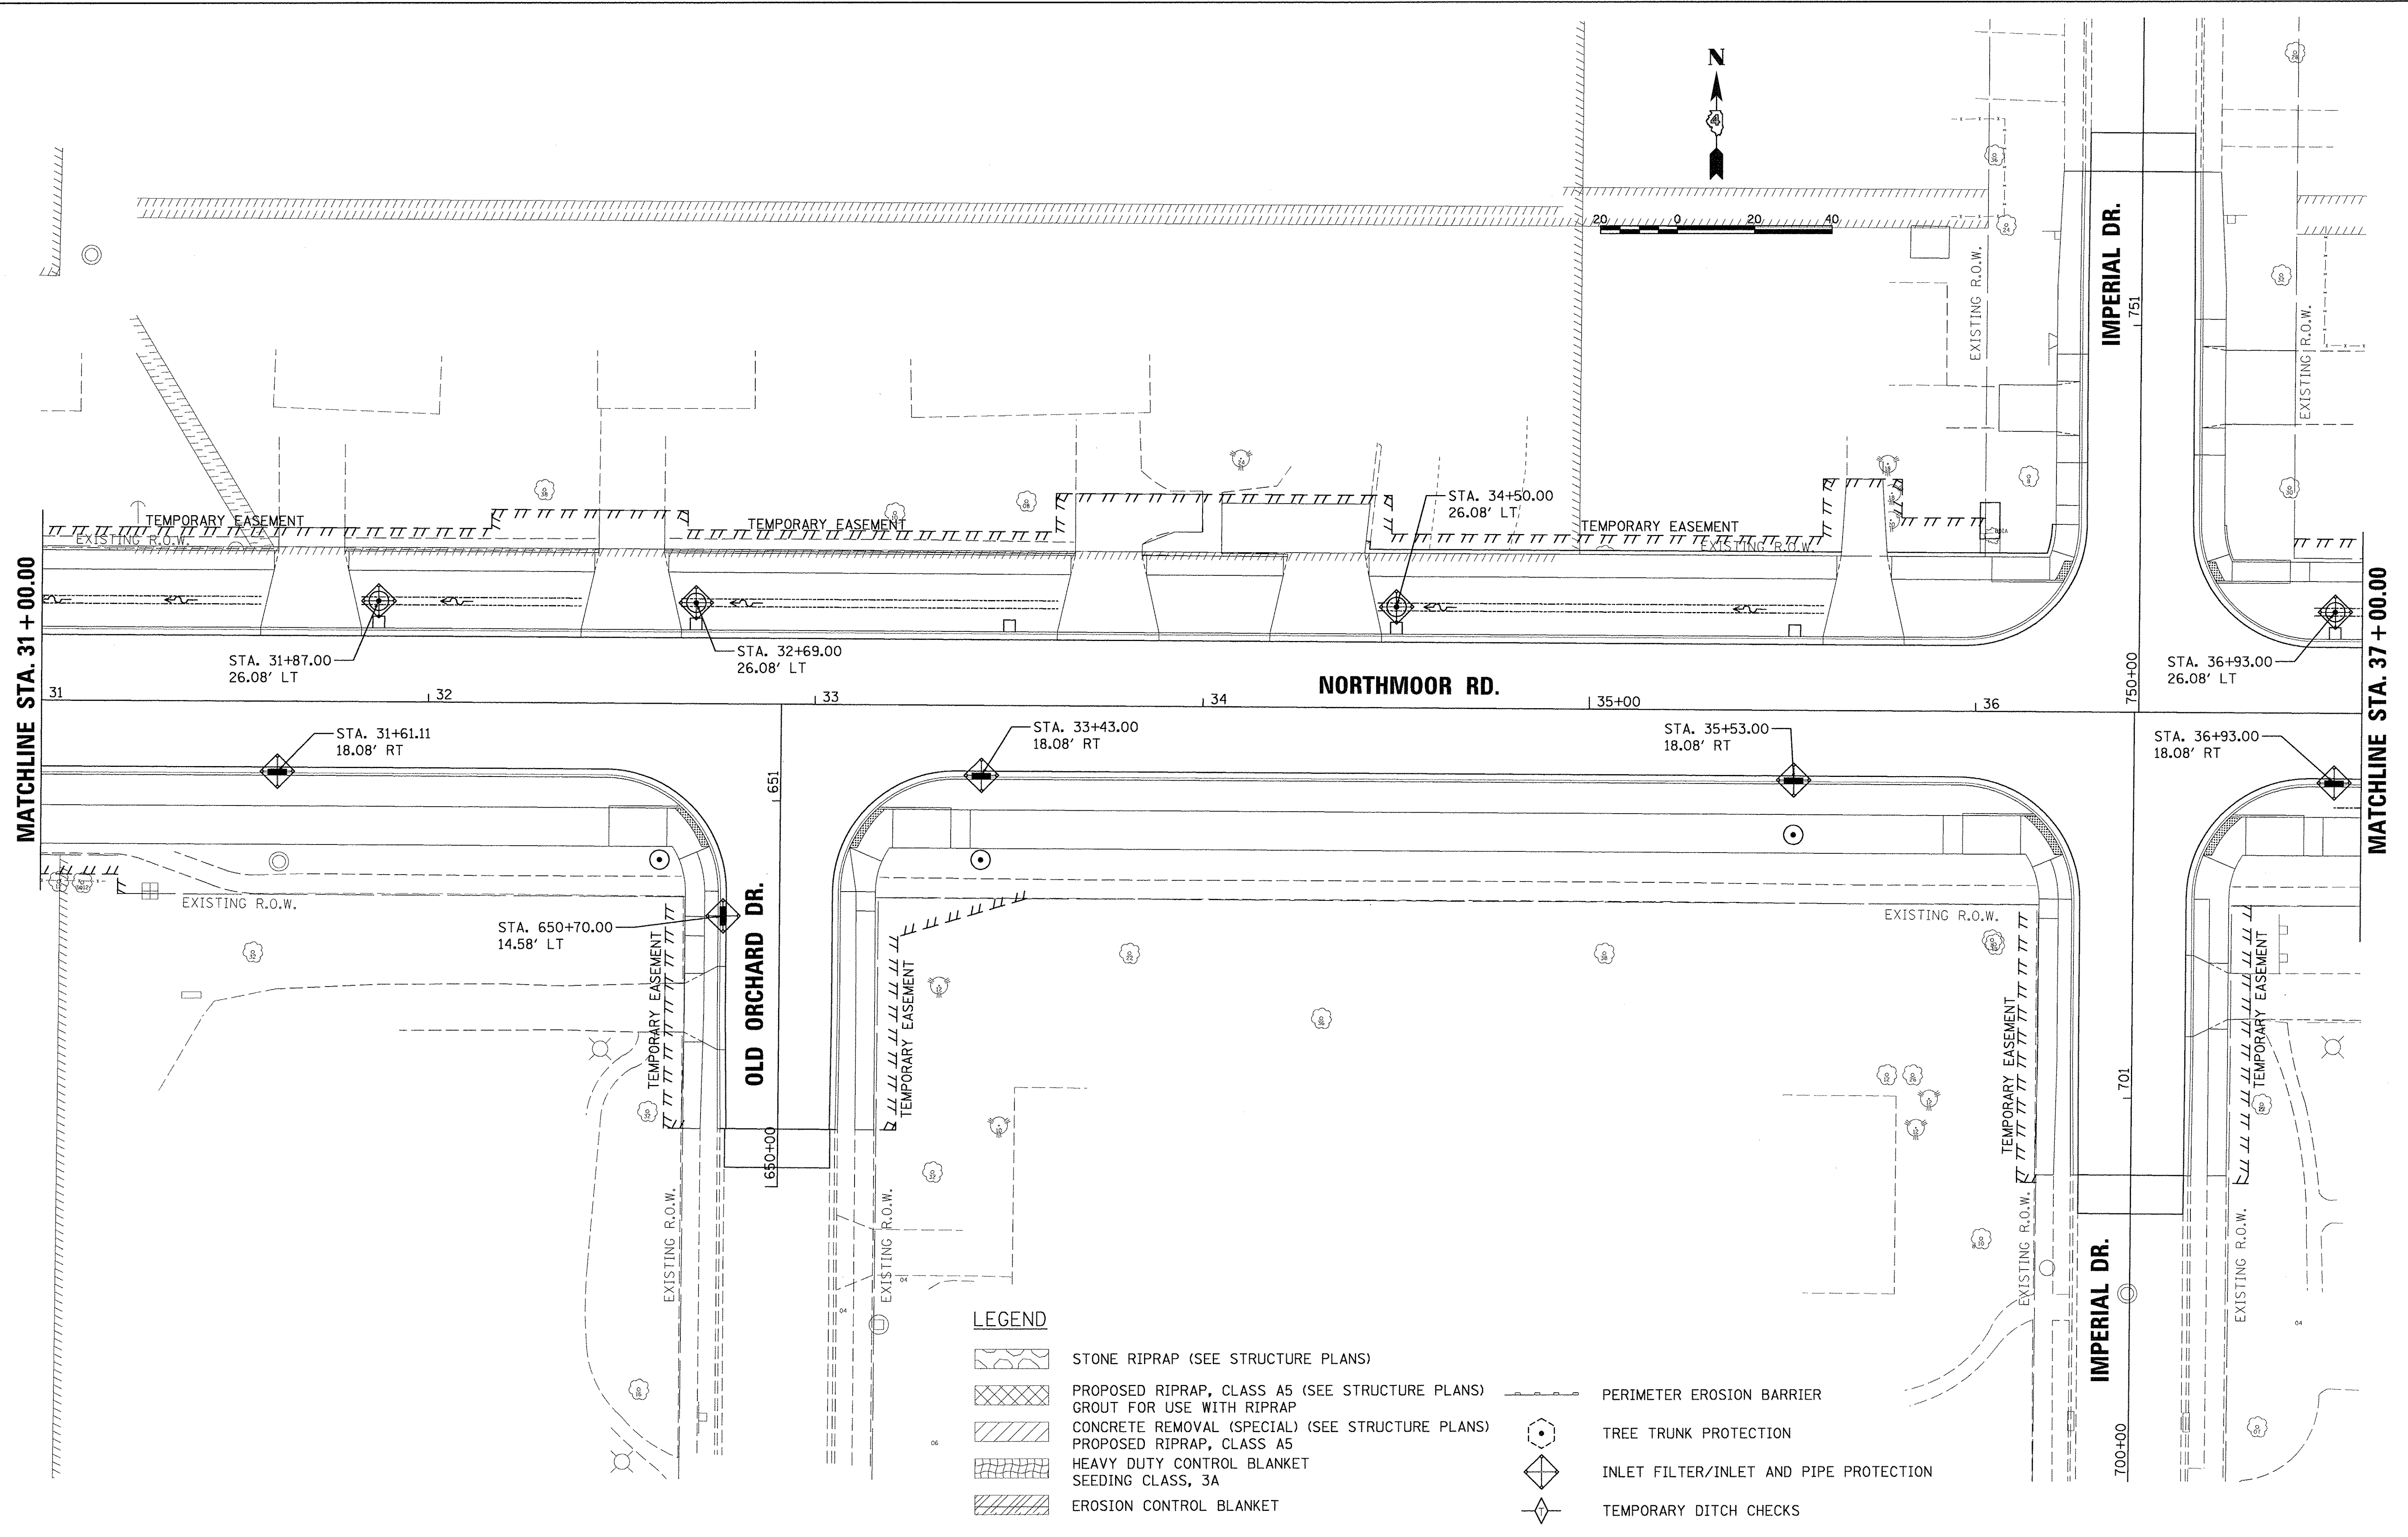 N
20 0 20 40
IMPERIAL DR.
751
EXISTING R.O.W.
EXISTING R.O.W.
STA. 34+50.00
26.08' LT
TEMPORARY EASEMENT
TEMPORARY EASEMENT
TEMPORARY EASEMENT
EXISTING R.O.W.
EXISTING R.O.W.
MATCHLINE STA. 31 + 00.00
MATCHLINE STA. 37 + 00.00
STA. 31+87.00
26.08' LT
STA. 32+69.00
26.08' LT
STA. 36+93.00
26.08' LT
750+00
NORTHMOOR RD.
31
32
33
34
35+00
36
STA. 31+61.11
18.08' RT
STA. 33+43.00
18.08' RT
STA. 35+53.00
18.08' RT
STA. 36+93.00
18.08' RT
651
EXISTING R.O.W.
EXISTING R.O.W.
STA. 650+70.00
14.58' LT
OLD ORCHARD DR.
TEMPORARY EASEMENT
TEMPORARY EASEMENT
TEMPORARY EASEMENT
TEMPORARY EASEMENT
701
650+00
EXISTING R.O.W.
EXISTING R.O.W.
EXISTING R.O.W.
EXISTING R.O.W.
IMPERIAL DR.
700+00
LEGEND
STONE RIPRAP (SEE STRUCTURE PLANS)
PROPOSED RIPRAP, CLASS A5 (SEE STRUCTURE PLANS)
GROUT FOR USE WITH RIPRAP
CONCRETE REMOVAL (SPECIAL) (SEE STRUCTURE PLANS)
PROPOSED RIPRAP, CLASS A5
HEAVY DUTY CONTROL BLANKET
SEEDING CLASS, 3A
EROSION CONTROL BLANKET
PERIMETER EROSION BARRIER
TREE TRUNK PROTECTION
INLET FILTER/INLET AND PIPE PROTECTION
T
TEMPORARY DITCH CHECKS